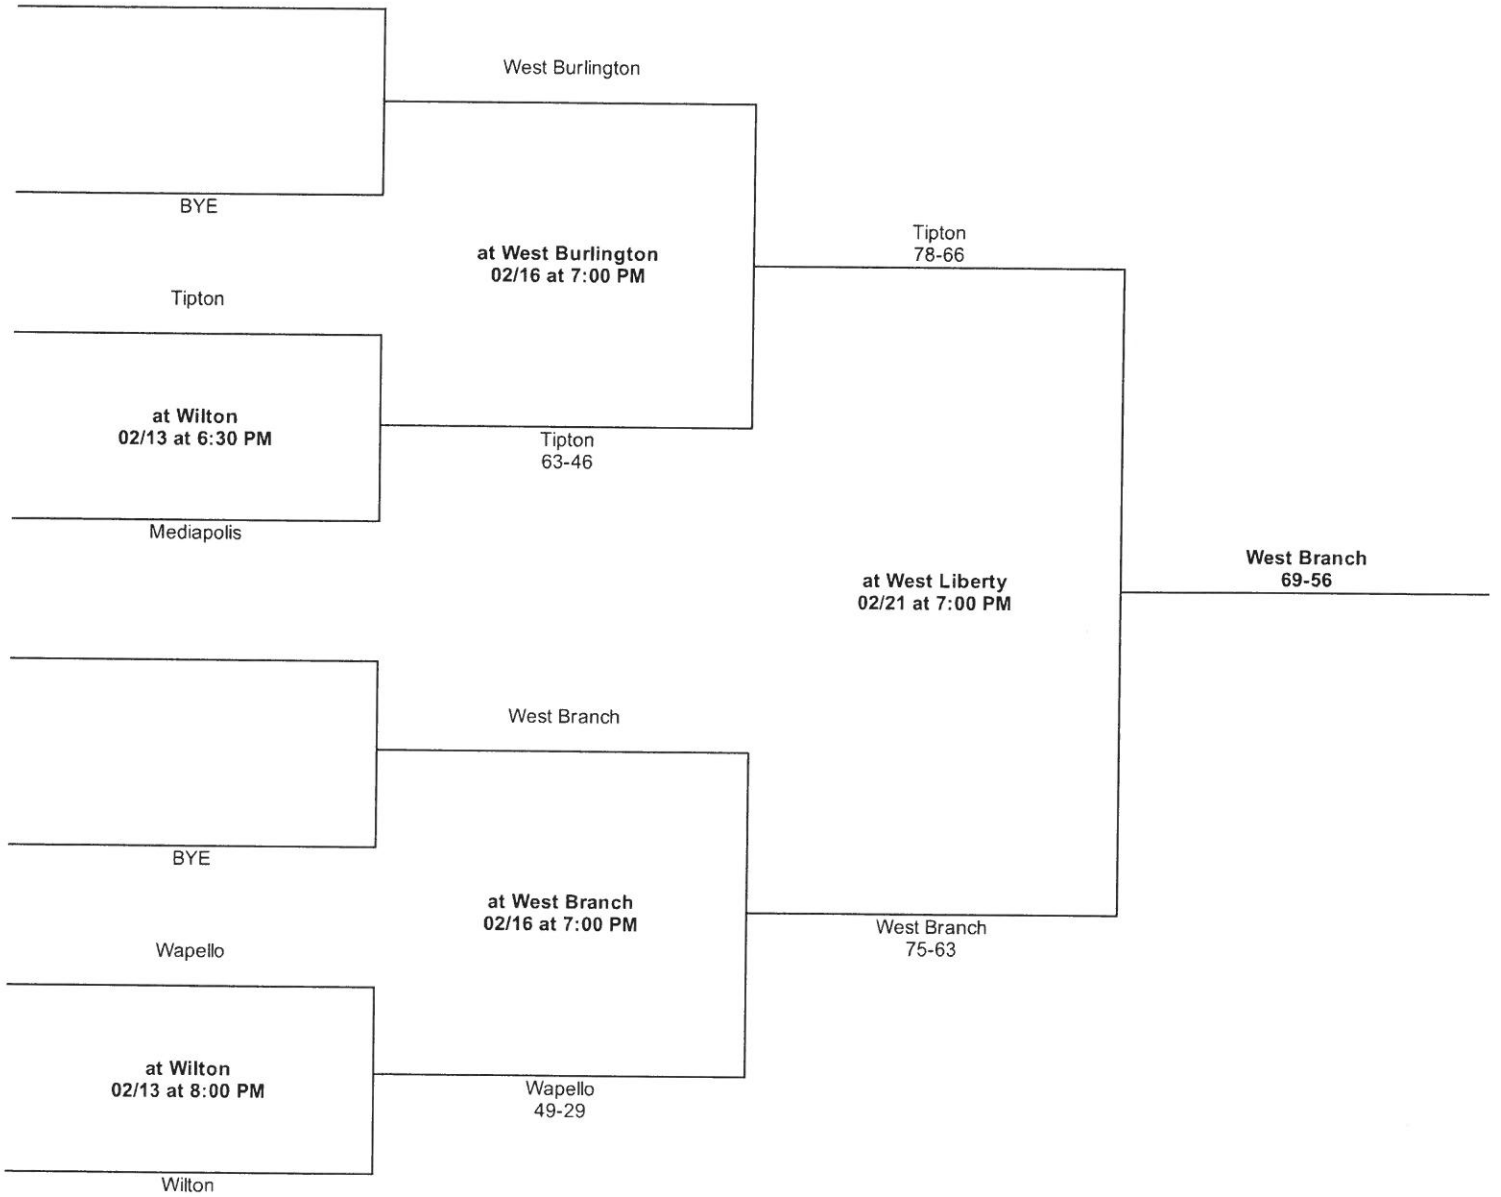 West Burlington
BYE
at West Burlington
02/16 at 7:00 PM
Tipton
78-66
Tipton
at Wilton
02/13 at 6:30 PM
Tipton
63-46
Mediapolis
at West Liberty
02/21 at 7:00 PM
West Branch
69-56
West Branch
BYE
at West Branch
02/16 at 7:00 PM
West Branch
75-63
Wapello
at Wilton
02/13 at 8:00 PM
Wapello
49-29
Wilton